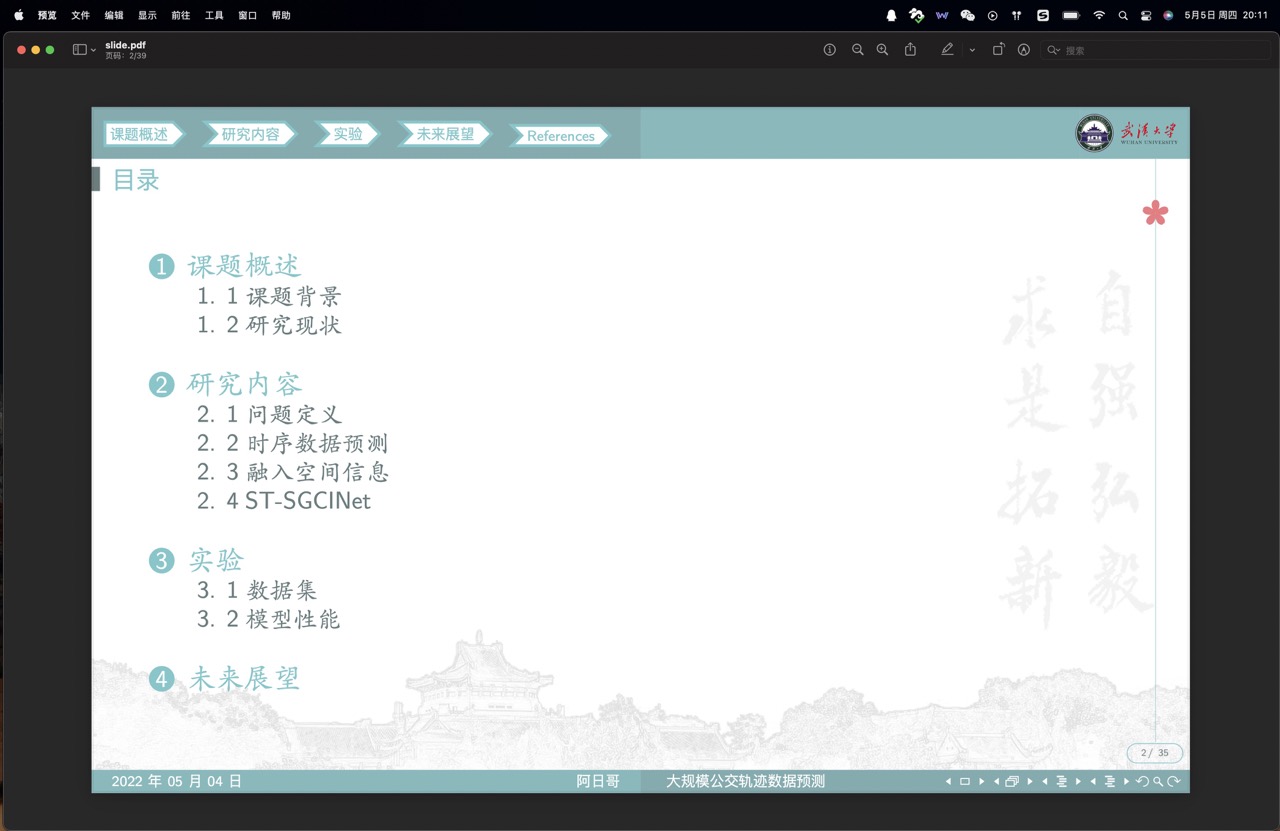 预览 文件 编辑 显示 前往 工具 窗口 帮助
5月5日 周四 20:11
slide.pdf
页码：2/39
搜索
课题概述 研究内容 实验 未来展望 References
武汉大学
WUHAN UNIVERSITY
目录
1 课题概述
1. 1 课题背景
1. 2 研究现状
2 研究内容
2. 1 问题定义
2. 2 时序数据预测
2. 3 融入空间信息
2. 4 ST-SGCINet
3 实验
3. 1 数据集
3. 2 模型性能
4 未来展望
自强弘毅
求是拓新
2 / 35
2022 年 05 月 04 日 阿日哥 大规模公交轨迹数据预测